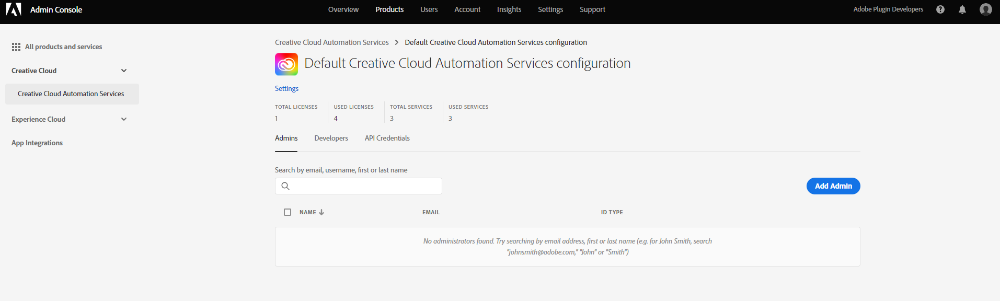 Admin Console
Overview Products Users Account Insights Settings Support
Adobe Plugin Developers
All products and services
Creative Cloud
Creative Cloud Automation Services
Experience Cloud
App Integrations
Creative Cloud Automation Services > Default Creative Cloud Automation Services configuration
Default Creative Cloud Automation Services configuration
Settings
TOTAL LICENSES USED LICENSES TOTAL SERVICES USED SERVICES
1 4 3 3
Admins Developers API Credentials
Search by email, username, first or last name
Add Admin
NAME EMAIL ID TYPE
No administrators found. Try searching by email address, first or last name (e.g. for John Smith, search
"johnsmith@adobe.com," "John" or "Smith")